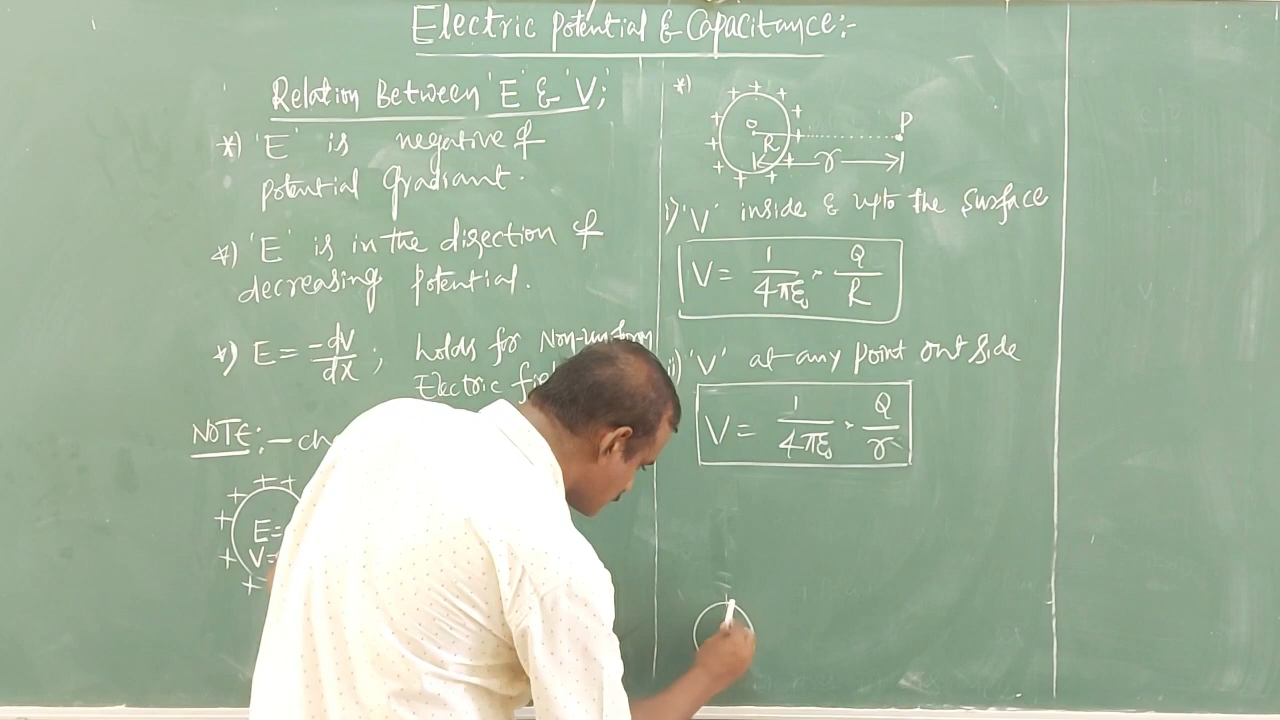 Electric Potential & Capacitance:-
Relation Between 'E' & 'V';
*) 'E' is negative of
potential gradiant.
*) 'E' is in the direction of
decreasing potential.
*) E = -dV/dx ; holds for Non-uniform
Electric
NOTE:-
+ + + + + +
E=
V=
*) + + + + + + + + + + + +
O R P
r
i) 'V' inside & upto the surface
V = 1/4πε₀ · Q/R
ii) 'V' at any point outside
V = 1/4πε₀ · Q/r